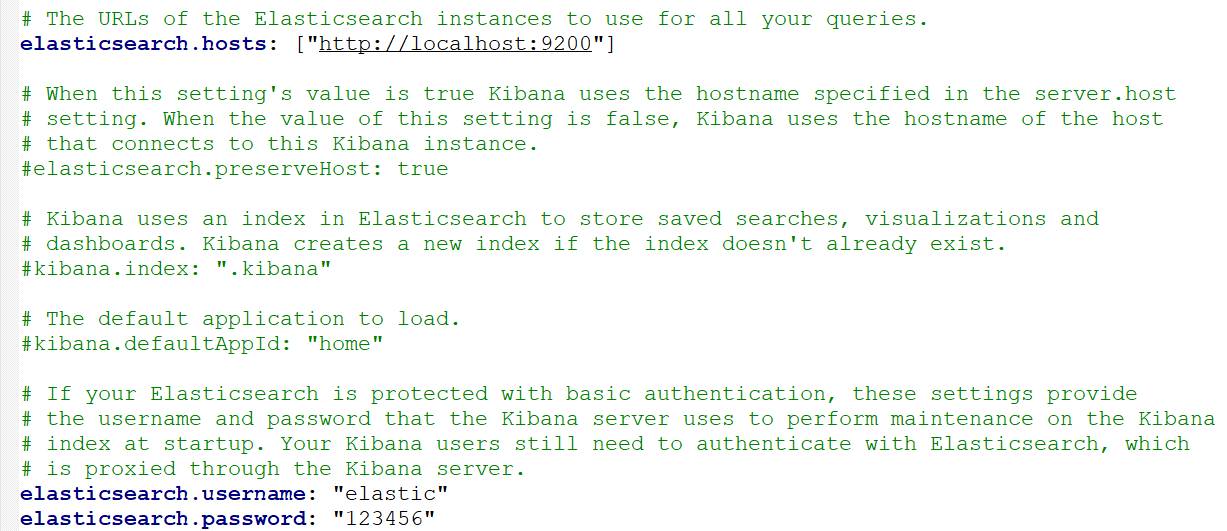 # The URLs of the Elasticsearch instances to use for all your queries.
elasticsearch.hosts: ["http://localhost:9200"]
# When this setting's value is true Kibana uses the hostname specified in the server.host
# setting. When the value of this setting is false, Kibana uses the hostname of the host
# that connects to this Kibana instance.
#elasticsearch.preserveHost: true
# Kibana uses an index in Elasticsearch to store saved searches, visualizations and
# dashboards. Kibana creates a new index if the index doesn't already exist.
#kibana.index: ".kibana"
# The default application to load.
#kibana.defaultAppId: "home"
# If your Elasticsearch is protected with basic authentication, these settings provide
# the username and password that the Kibana server uses to perform maintenance on the Kibana
# index at startup. Your Kibana users still need to authenticate with Elasticsearch, which
# is proxied through the Kibana server.
elasticsearch.username: "elastic"
elasticsearch.password: "123456"